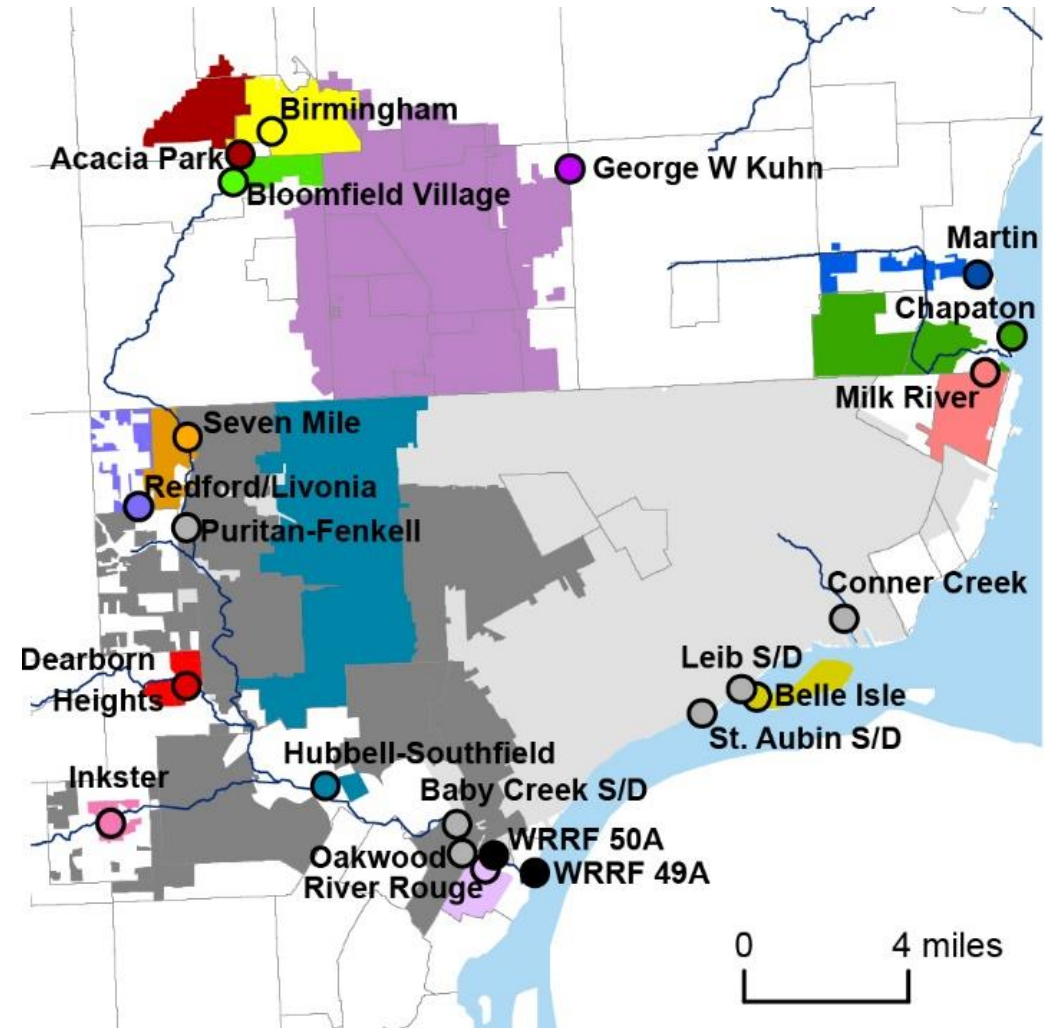 Birmingham
Acacia Park
George W Kuhn
Bloomfield Village
Martin
Chapaton
Milk River
Seven Mile
Redford/Livonia
Puritan-Fenkell
Conner Creek
Dearborn
Heights
Leib S/D
Belle Isle
St. Aubin S/D
Hubbell-Southfield
Inkster
Baby Creek S/D
WRRF 50A
Oakwood
WRRF 49A
River Rouge
0 4 miles